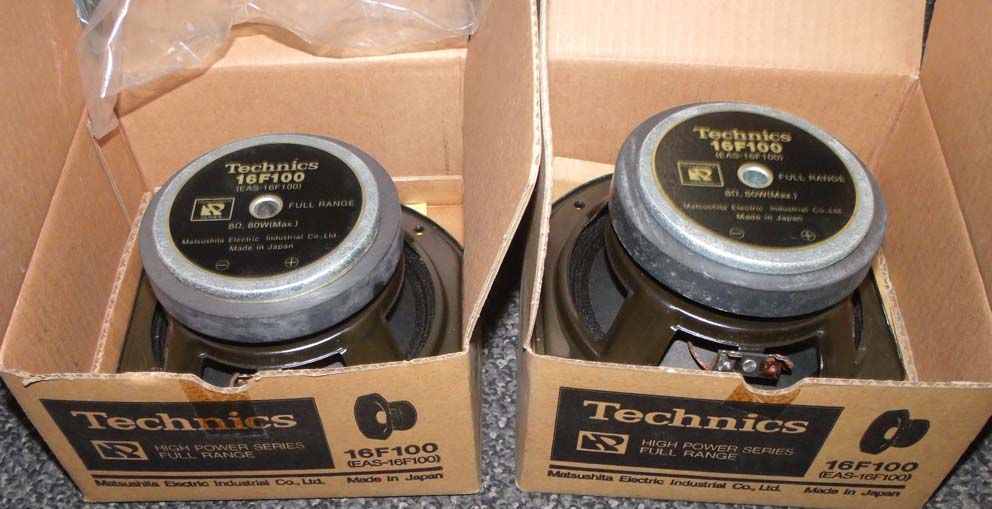 Technics
16F100
(EAS-16F100)
FULL RANGE
8Ω, 80W(Max.)
Matsushita Electric Industrial Co., Ltd.
Made in Japan
⊖ ⊕
Technics
16F100
(EAS-16F100)
FULL RANGE
8Ω, 80W(Max.)
Matsushita Electric Industrial Co., Ltd.
Made in Japan
⊖ ⊕
Technics
HIGH POWER SERIES
FULL RANGE
16F100
(EAS-16F100)
Matsushita Electric Industrial Co., Ltd. Made in Japan
Technics
HIGH POWER SERIES
FULL RANGE
16F100
(EAS-16F100)
Matsushita Electric Industrial Co., Ltd. Made in Japan